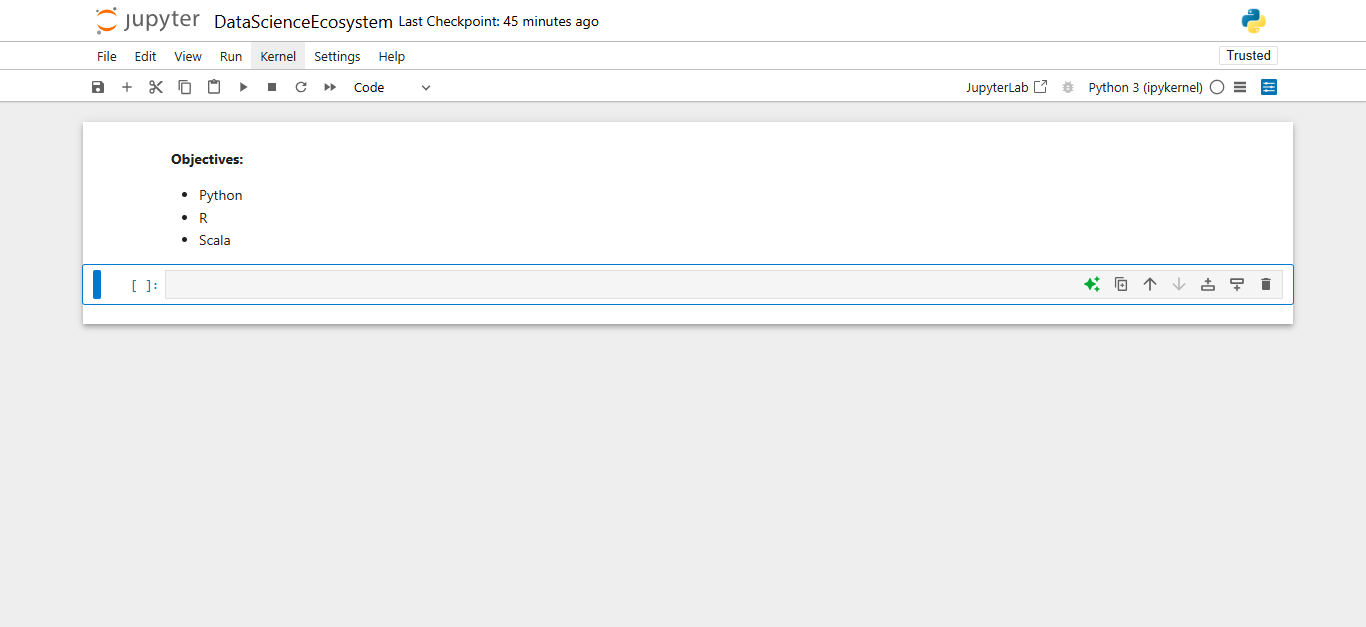 jupyter DataScienceEcosystem Last Checkpoint: 45 minutes ago
File Edit View Run Kernel Settings Help Trusted
Code JupyterLab Python 3 (ipykernel)
Objectives:
• Python
• R
• Scala
[ ]: